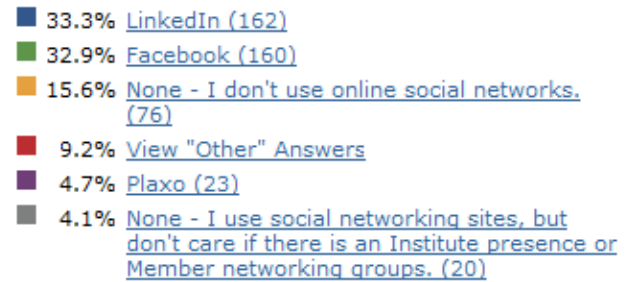 33.3% LinkedIn (162)
32.9% Facebook (160)
15.6% None - I don't use online social networks.
(76)
9.2% View "Other" Answers
4.7% Plaxo (23)
4.1% None - I use social networking sites, but
don't care if there is an Institute presence or
Member networking groups. (20)